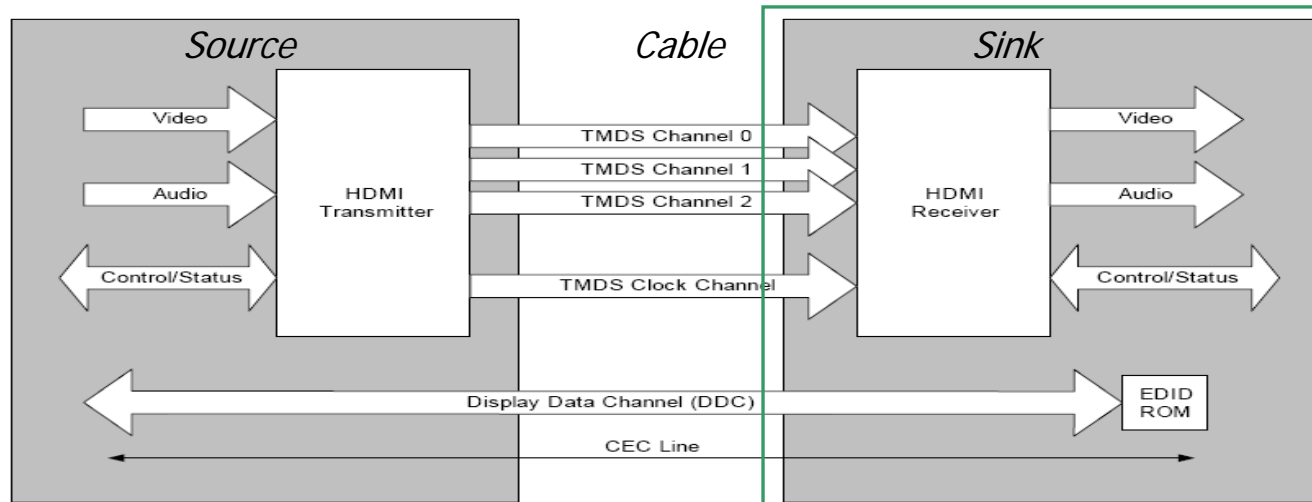 Source
Cable
Sink
Video
TMDS Channel 0
Video
TMDS Channel 1
Audio
HDMI
Transmitter
TMDS Channel 2
HDMI
Receiver
Audio
Control/Status
TMDS Clock Channel
Control/Status
Display Data Channel (DDC)
EDID
ROM
CEC Line